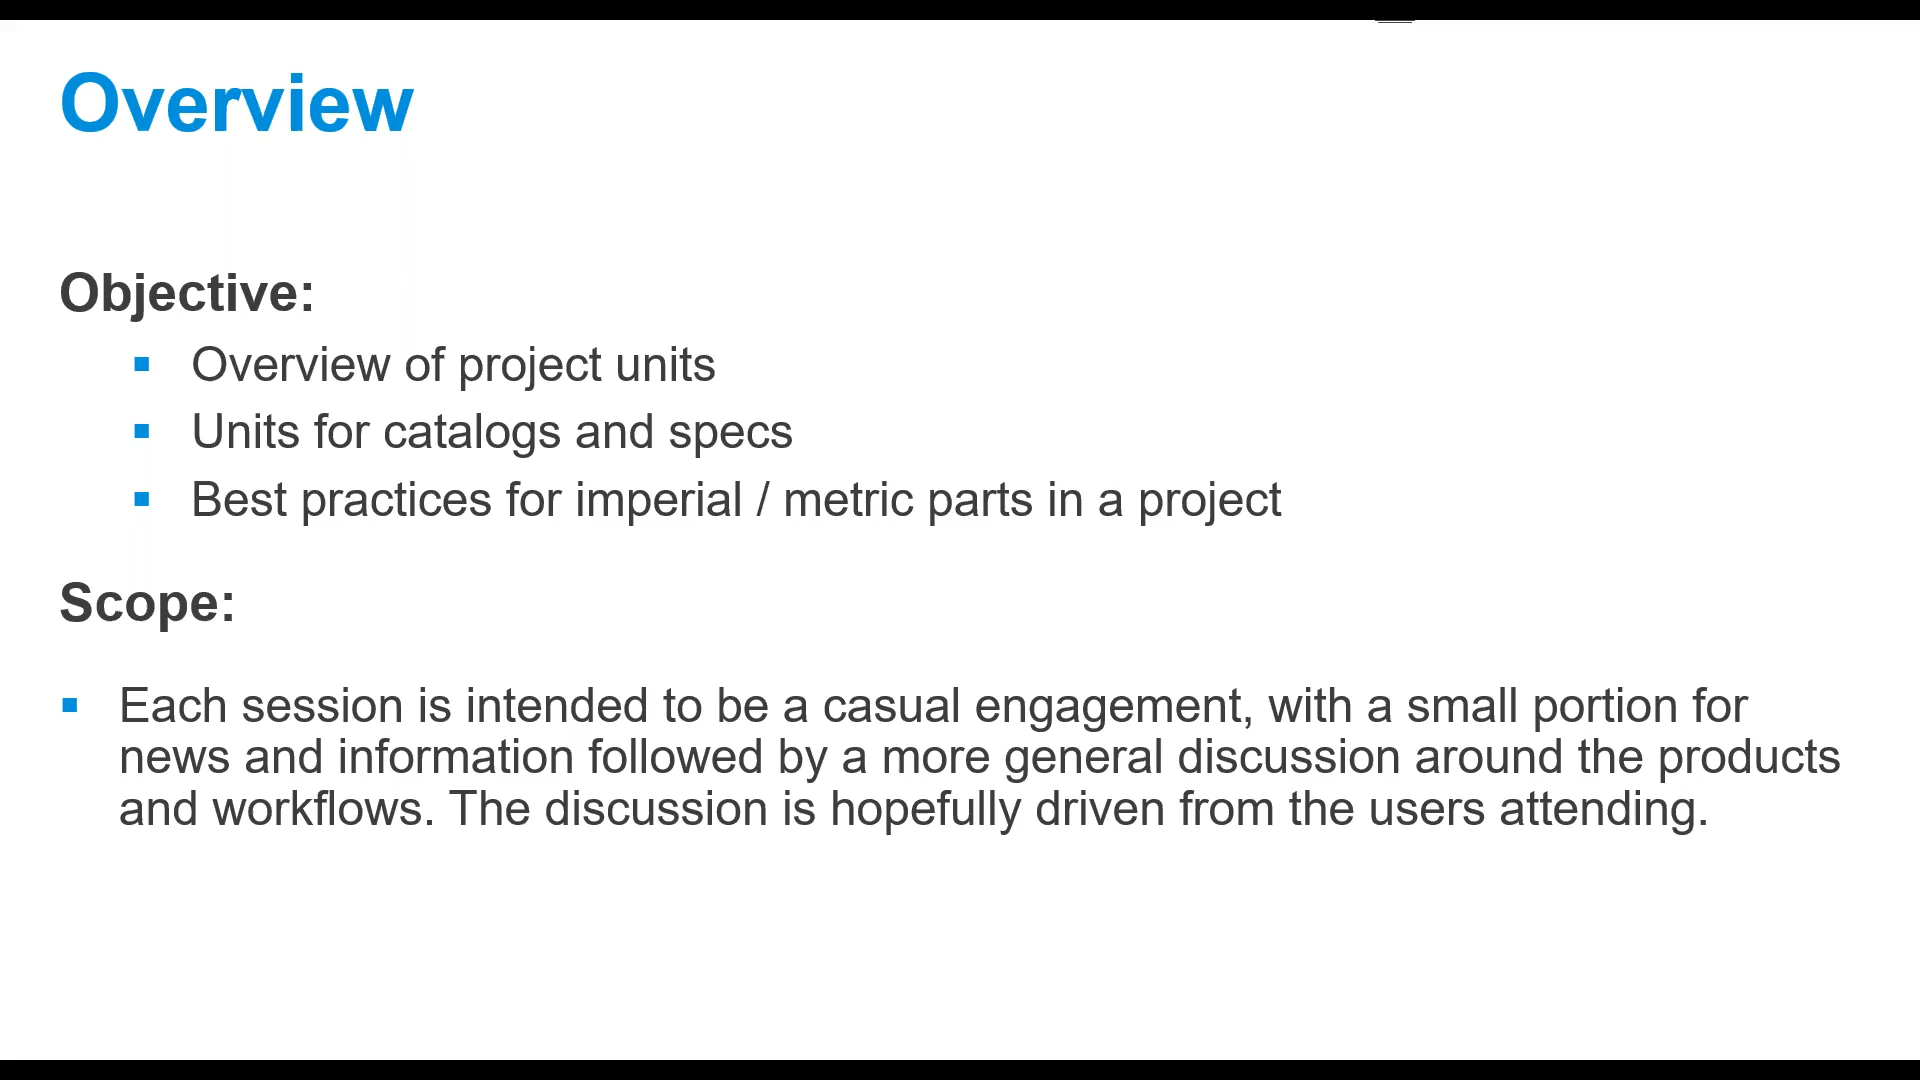 Overview
Objective:
▪ Overview of project units
▪ Units for catalogs and specs
▪ Best practices for imperial / metric parts in a project
Scope:
▪ Each session is intended to be a casual engagement, with a small portion for
news and information followed by a more general discussion around the products
and workflows. The discussion is hopefully driven from the users attending.